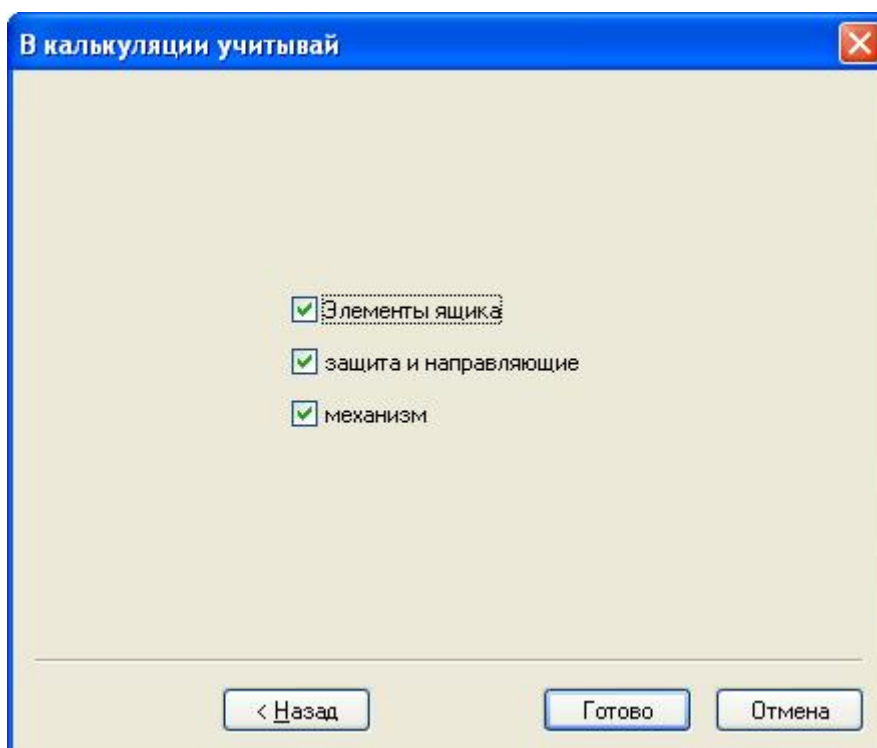 В калькуляции учитывай
Элементы ящика
защита и направляющие
механизм
< Назад
Готово
Отмена